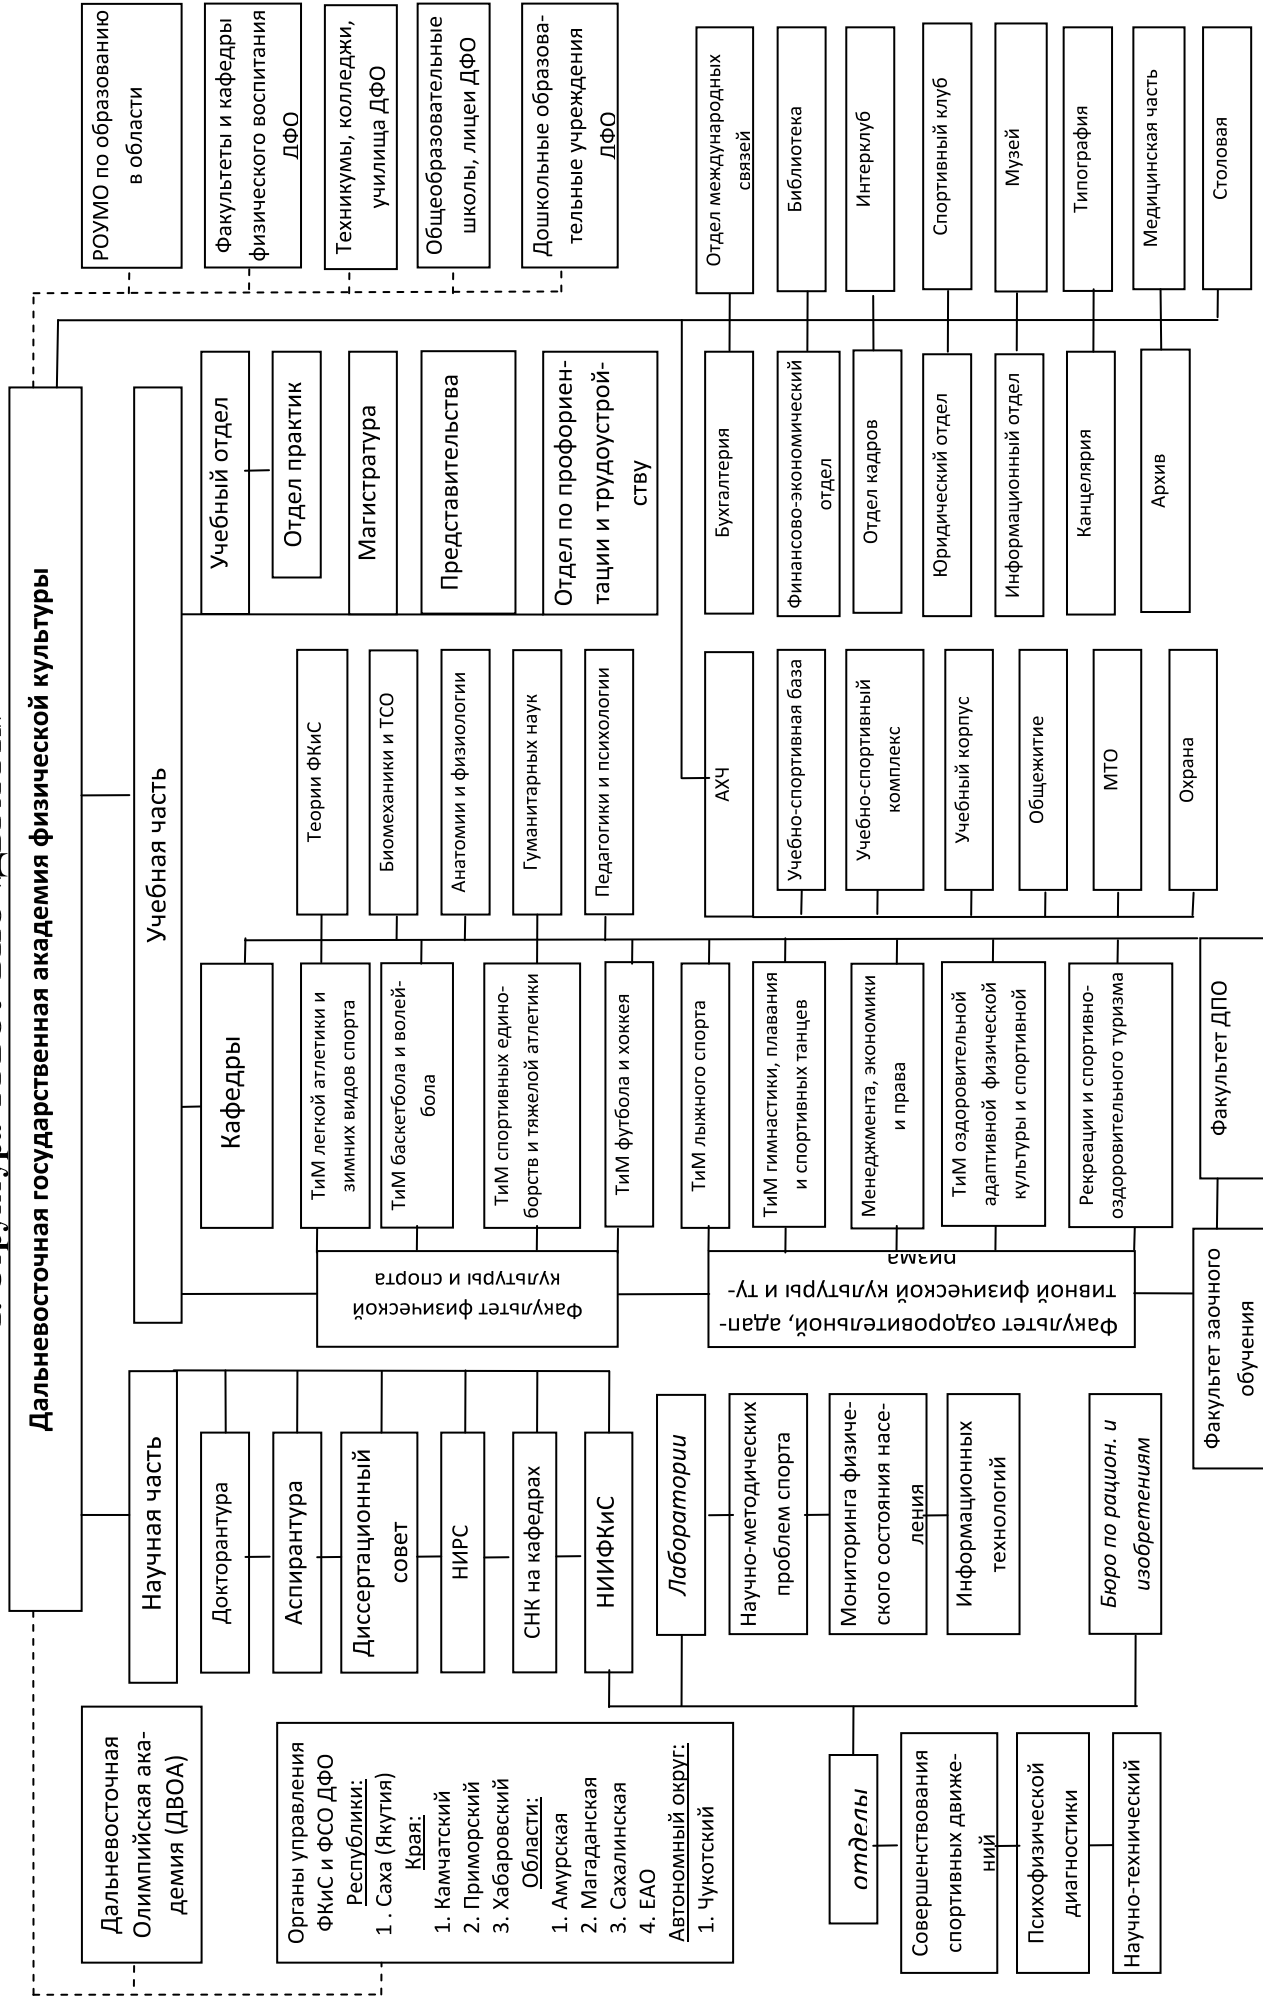 Дальневосточная государственная академия физической культуры
Дальневосточная
Олимпийская ака-
демия (ДВОА)
Органы управления
ФКиС и ФСО ДФО
Республики:
1 . Саха (Якутия)
Края:
1. Камчатский
2. Приморский
3. Хабаровский
Области:
1. Амурская
2. Магаданская
3. Сахалинская
4. ЕАО
Автономный округ:
1. Чукотский
отделы
Совершенствования
спортивных движе-
ний
Психофизической
диагностики
Научно-технический
Научная часть
Докторантура
Аспирантура
Диссертационный
совет
НИРС
СНК на кафедрах
НИИФКиС
Лаборатории
Научно-методических
проблем спорта
Мониторинга физиче-
ского состояния насе-
ления
Информационных
технологий
Бюро по рацион. и
изобретениям
Учебная часть
Факультет физической
культуры и спорта
Факультет оздоровительной, адап-
тивной физической культуры и ту-
ризма
Факультет заочного
обучения
Факультет ДПО
Кафедры
ТиМ легкой атлетики и
зимних видов спорта
ТиМ баскетбола и волей-
бола
ТиМ спортивных едино-
борств и тяжелой атлетики
ТиМ футбола и хоккея
ТиМ лыжного спорта
ТиМ гимнастики, плавания
и спортивных танцев
Менеджмента, экономики
и права
ТиМ оздоровительной
адаптивной физической
культуры и спортивной
Рекреации и спортивно-
оздоровительного туризма
Теории ФКиС
Биомеханики и ТСО
Анатомии и физиологии
Гуманитарных наук
Педагогики и психологии
АХЧ
Учебно-спортивная база
Учебно-спортивный
комплекс
Учебный корпус
Общежитие
МТО
Охрана
Учебный отдел
Отдел практик
Магистратура
Представительства
Отдел по профориен-
тации и трудоустрой-
ству
Бухгалтерия
Финансово-экономический
отдел
Отдел кадров
Юридический отдел
Информационный отдел
Канцелярия
Архив
РОУМО по образованию
в области
Факультеты и кафедры
физического воспитания
ДФО
Техникумы, колледжи,
училища ДФО
Общеобразовательные
школы, лицеи ДФО
Дошкольные образова-
тельные учреждения
ДФО
Отдел международных
связей
Библиотека
Интерклуб
Спортивный клуб
Музей
Типография
Медицинская часть
Столовая